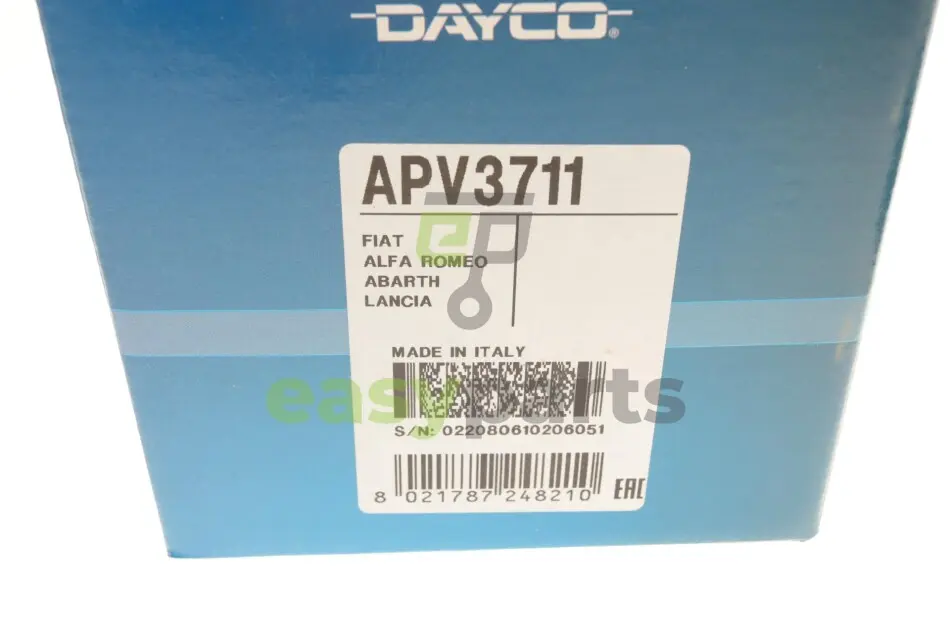 DAYCO®
APV3711
FIAT
ALFA ROMEO
ABARTH
LANCIA
MADE IN ITALY
easyparts
S/N: 022080610206051
8 021787 248210 EAC